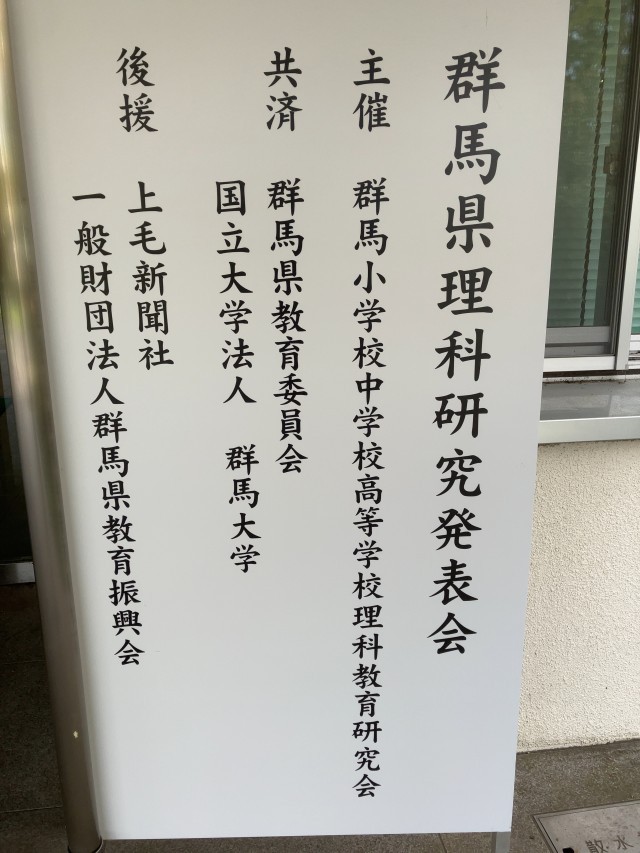 群馬県理科研究発表会
主催 群馬小学校中学校高等学校理科教育研究会
共済 群馬県教育委員会
国立大学法人 群馬大学
後援 上毛新聞社
一般財団法人群馬県教育振興会
散水